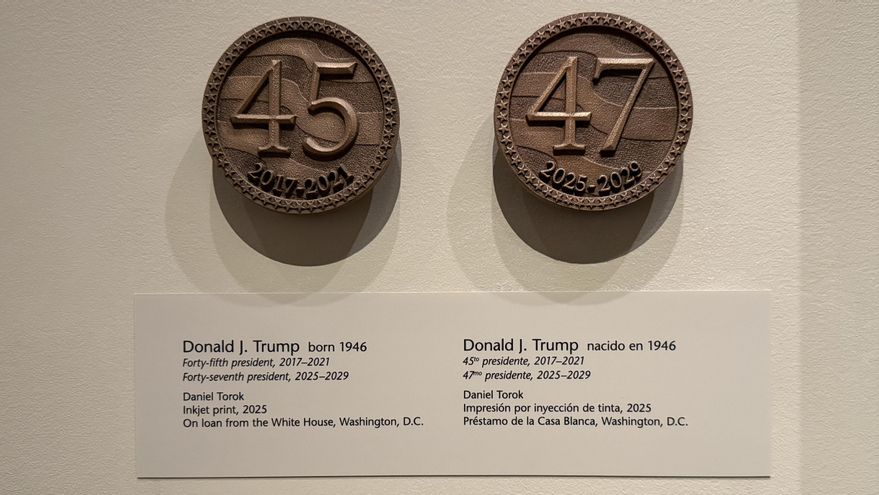 45
2017-2021
47
2025-2029
Donald J. Trump born 1946
Forty-fifth president, 2017–2021
Forty-seventh president, 2025–2029
Daniel Torok
Inkjet print, 2025
On loan from the White House, Washington, D.C.
Donald J. Trump nacido en 1946
45to presidente, 2017–2021
47mo presidente, 2025–2029
Daniel Torok
Impresión por inyección de tinta, 2025
Préstamo de la Casa Blanca, Washington, D.C.